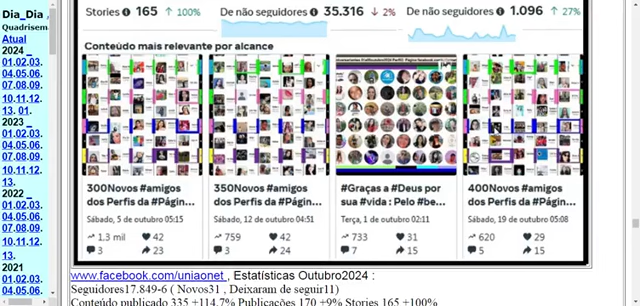 Dia_Dia
Quadrisem
Atual
2024
01.02.03.
04.05.06.
07.08.09.
10.11.12.
13. 01.
2023
01.02.03.
04.05.06.
07.08.09.
10.11.12.
13.
2022
01.02.03.
04.05.06.
07.08.09.
10.11.12.
13.
2021
01.02.03.
04.05.06.
Stories 165 ↑ 100% De não seguidores 35.316 ↓ 2% De não seguidores 1.096 ↑ 27%
Conteúdo mais relevante por alcance
300Novos #amigos
dos Perfis da #Págin...
Sábado, 5 de outubro 05:15
1,3 mil 42
3 23
350Novos #amigos
dos Perfis da #Págin...
Sábado, 12 de outubro 04:51
759 42
3 24
#Graças a #Deus por
sua #vida : Pelo #be...
Terça, 1 de outubro 02:11
733 31
7 15
400Novos #amigos
dos Perfis da #Págin...
Sábado, 19 de outubro 05:08
620 29
5 15
www.facebook.com/uniaonet , Estatísticas Outubro2024 :
Seguidores17.849-6 ( Novos31 , Deixaram de seguir11)
Conteúdo publicado 335 +114,7% Publicações 170 +9% Stories 165 +100%